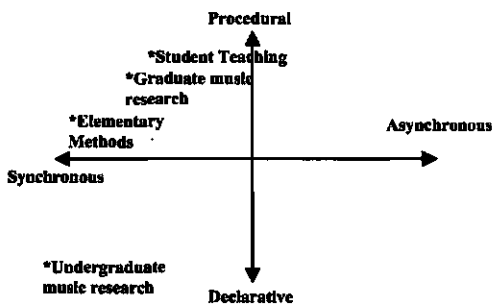 Procedural
*Student Teaching
*Graduate music
research
*Elementary
Methods
Asynchronous
Synchronous
*Undergraduate
music research
Declarative